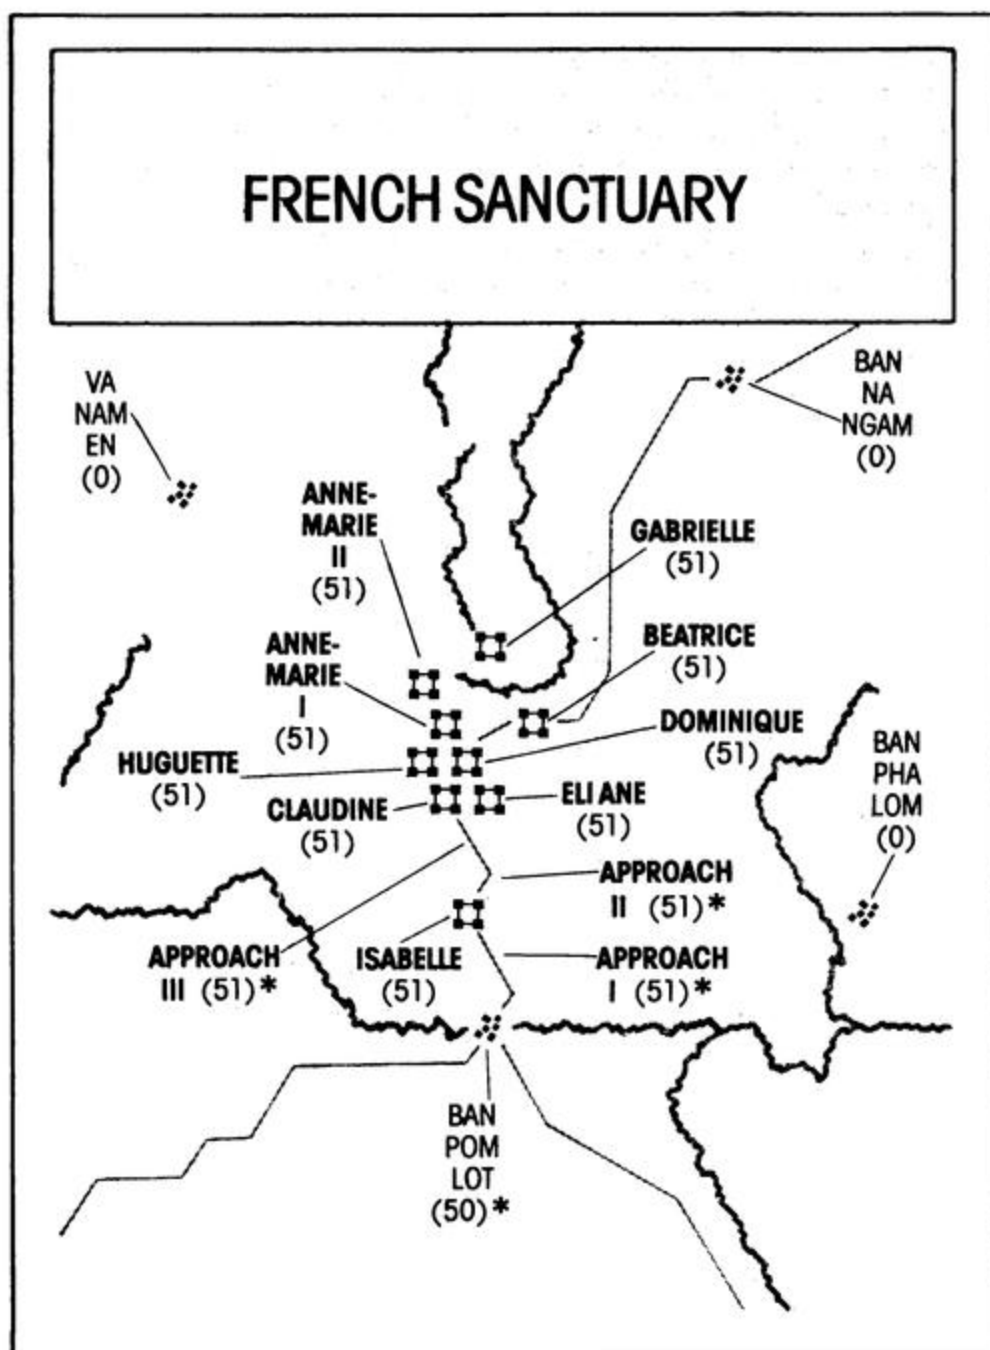 FRENCH SANCTUARY
VA
NAM
EN
(0)
BAN
NA
NGAM
(0)
ANNE-
MARIE
II
(51)
GABRIELLE
(51)
ANNE-
MARIE
I
(51)
BEATRICE
(51)
DOMINIQUE
(51)
HUGUETTE
(51)
BAN
PHA
LOM
(0)
CLAUDINE
(51)
ELIANE
(51)
APPROACH
II (51)*
APPROACH
III (51)*
ISABELLE
(51)
APPROACH
I (51)*
BAN
POM
LOT
(50)*